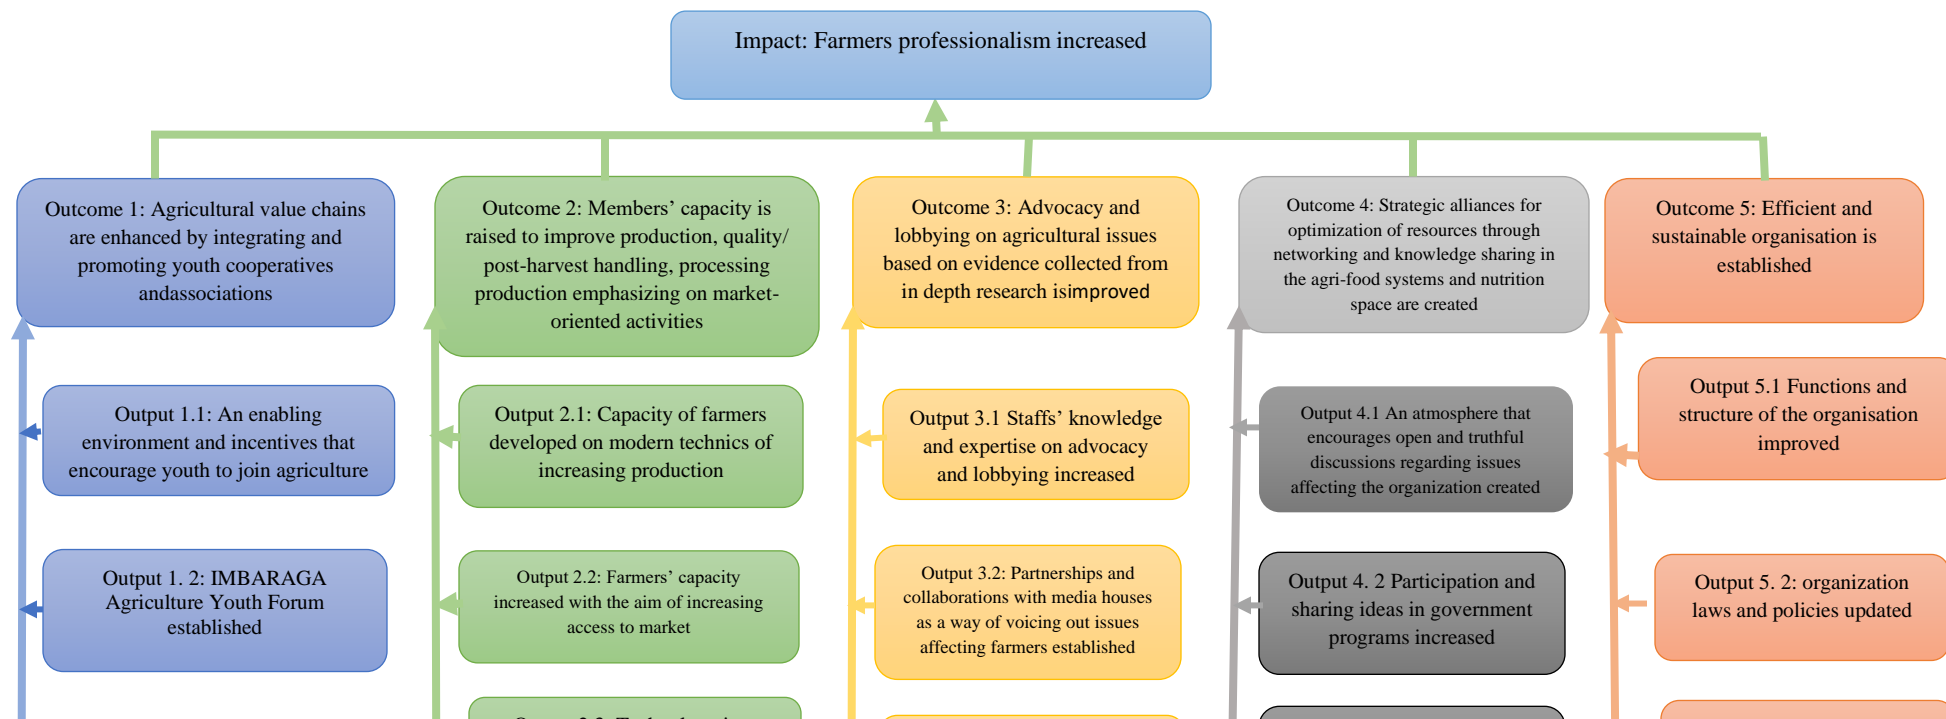 Impact: Farmers professionalism increased
Outcome 1: Agricultural value chains
are enhanced by integrating and
promoting youth cooperatives
andassociations
Outcome 2: Members’ capacity is
raised to improve production, quality/
post-harvest handling, processing
production emphasizing on market-
oriented activities
Outcome 3: Advocacy and
lobbying on agricultural issues
based on evidence collected from
in depth research isimproved
Outcome 4: Strategic alliances for
optimization of resources through
networking and knowledge sharing in
the agri-food systems and nutrition
space are created
Outcome 5: Efficient and
sustainable organisation is
established
Output 1.1: An enabling
environment and incentives that
encourage youth to join agriculture
Output 2.1: Capacity of farmers
developed on modern technics of
increasing production
Output 3.1 Staffs’ knowledge
and expertise on advocacy
and lobbying increased
Output 4.1 An atmosphere that
encourages open and truthful
discussions regarding issues
affecting the organization created
Output 5.1 Functions and
structure of the organisation
improved
Output 1. 2: IMBARAGA
Agriculture Youth Forum
established
Output 2.2: Farmers’ capacity
increased with the aim of increasing
access to market
Output 3.2: Partnerships and
collaborations with media houses
as a way of voicing out issues
affecting farmers established
Output 4. 2 Participation and
sharing ideas in government
programs increased
Output 5. 2: organization
laws and policies updated